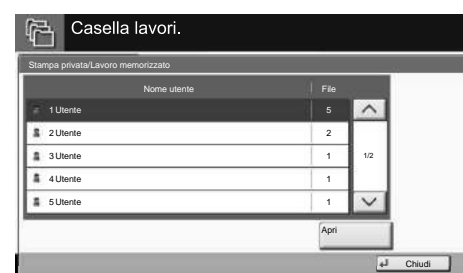 Casella lavori.
Stampa privata/Lavoro memorizzato
Nome utente File
1 Utente 5
2 Utente 2
3 Utente 1
1/2
4 Utente 1
5 Utente 1
Apri
Chiudi